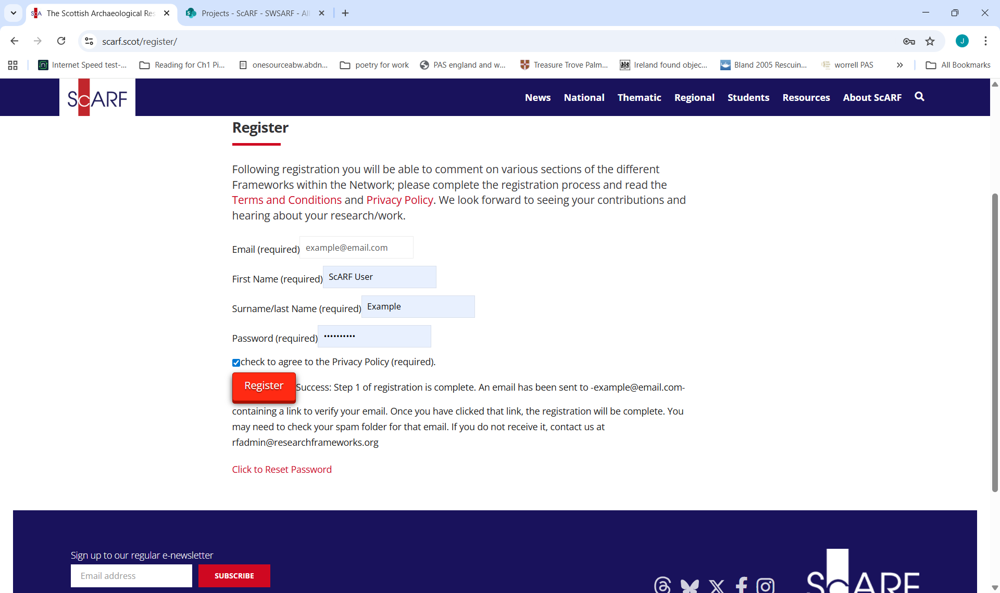 The Scottish Archaeological Res
Projects - ScARF - SWSARF - All
scarf.scot/register/
J
Internet Speed test-...
Reading for Ch1 Pi...
onesourceabw.abdn...
poetry for work
PAS england and w...
Treasure Trove Palm...
Ireland found objec...
Bland 2005 Rescuin...
worrell PAS
All Bookmarks
ScARF
News National Thematic Regional Students Resources About ScARF
Register
Following registration you will be able to comment on various sections of the different
Frameworks within the Network; please complete the registration process and read the
Terms and Conditions and Privacy Policy. We look forward to seeing your contributions and
hearing about your research/work.
Email (required) example@email.com
First Name (required) ScARF User
Surname/last Name (required) Example
Password (required) ••••••••••
check to agree to the Privacy Policy (required).
Register Success: Step 1 of registration is complete. An email has been sent to -example@email.com-
containing a link to verify your email. Once you have clicked that link, the registration will be complete. You
may need to check your spam folder for that email. If you do not receive it, contact us at
rfadmin@researchframeworks.org
Click to Reset Password
Sign up to our regular e-newsletter
Email address SUBSCRIBE
ScARF